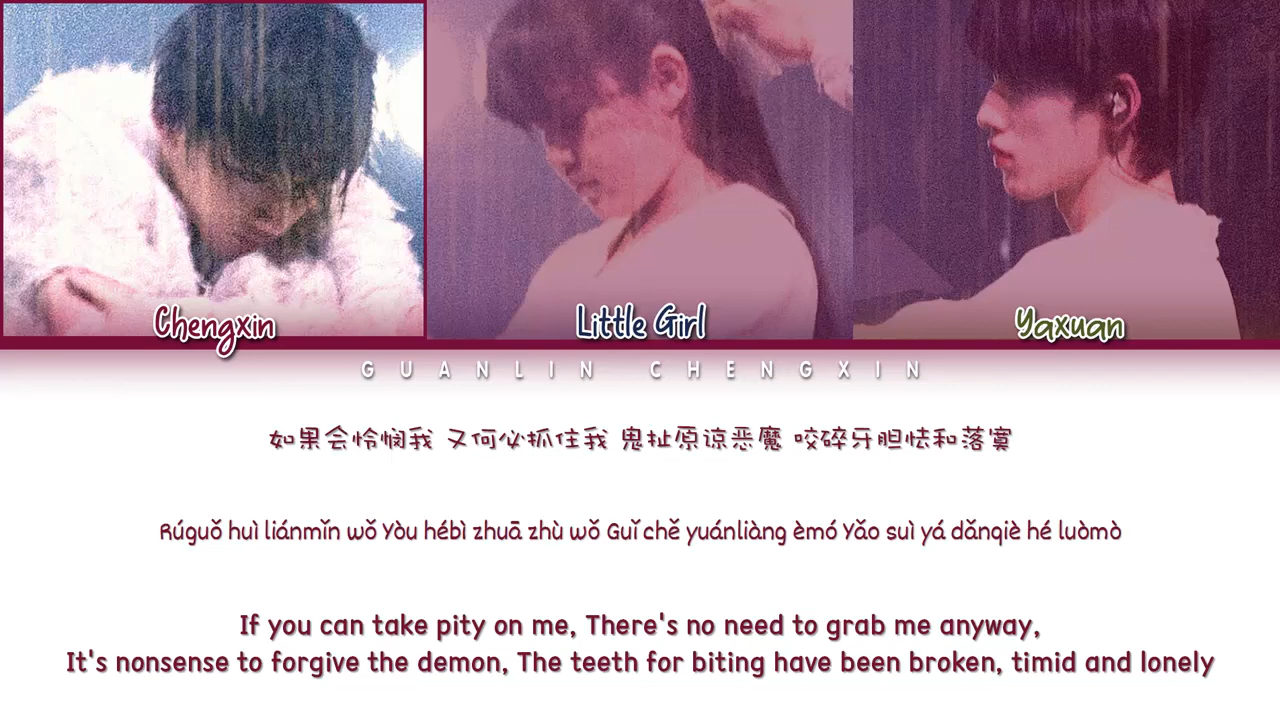 Chengxin
Little Girl
Yaxuan
GUANLIN CHENGXIN
如果会怜悯我 又何必抓住我 鬼扯原谅恶魔 咬碎牙胆怯和落寞
Rúguǒ huì liánmǐn wǒ Yòu hébì zhuā zhù wǒ Guǐ chě yuánliàng èmó Yǎo suì yá dǎnqiè hé luòmò
If you can take pity on me, There's no need to grab me anyway,
It's nonsense to forgive the demon, The teeth for biting have been broken, timid and lonely